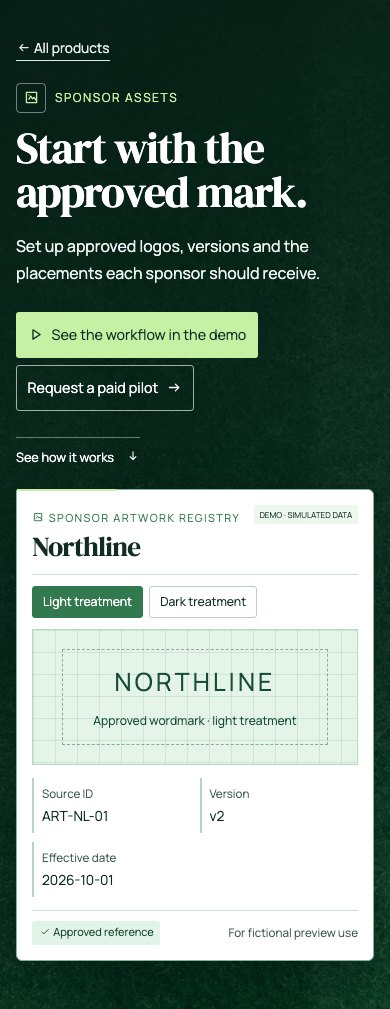 ← All products
SPONSOR ASSETS
Start with the
approved mark.
Set up approved logos, versions and the
placements each sponsor should receive.
See the workflow in the demo
Request a paid pilot →
See how it works ↓
SPONSOR ARTWORK REGISTRY
DEMO · SIMULATED DATA
Northline
Light treatment
Dark treatment
NORTHLINE
Approved wordmark · light treatment
Source ID
ART-NL-01
Version
v2
Effective date
2026-10-01
✓ Approved reference
For fictional preview use